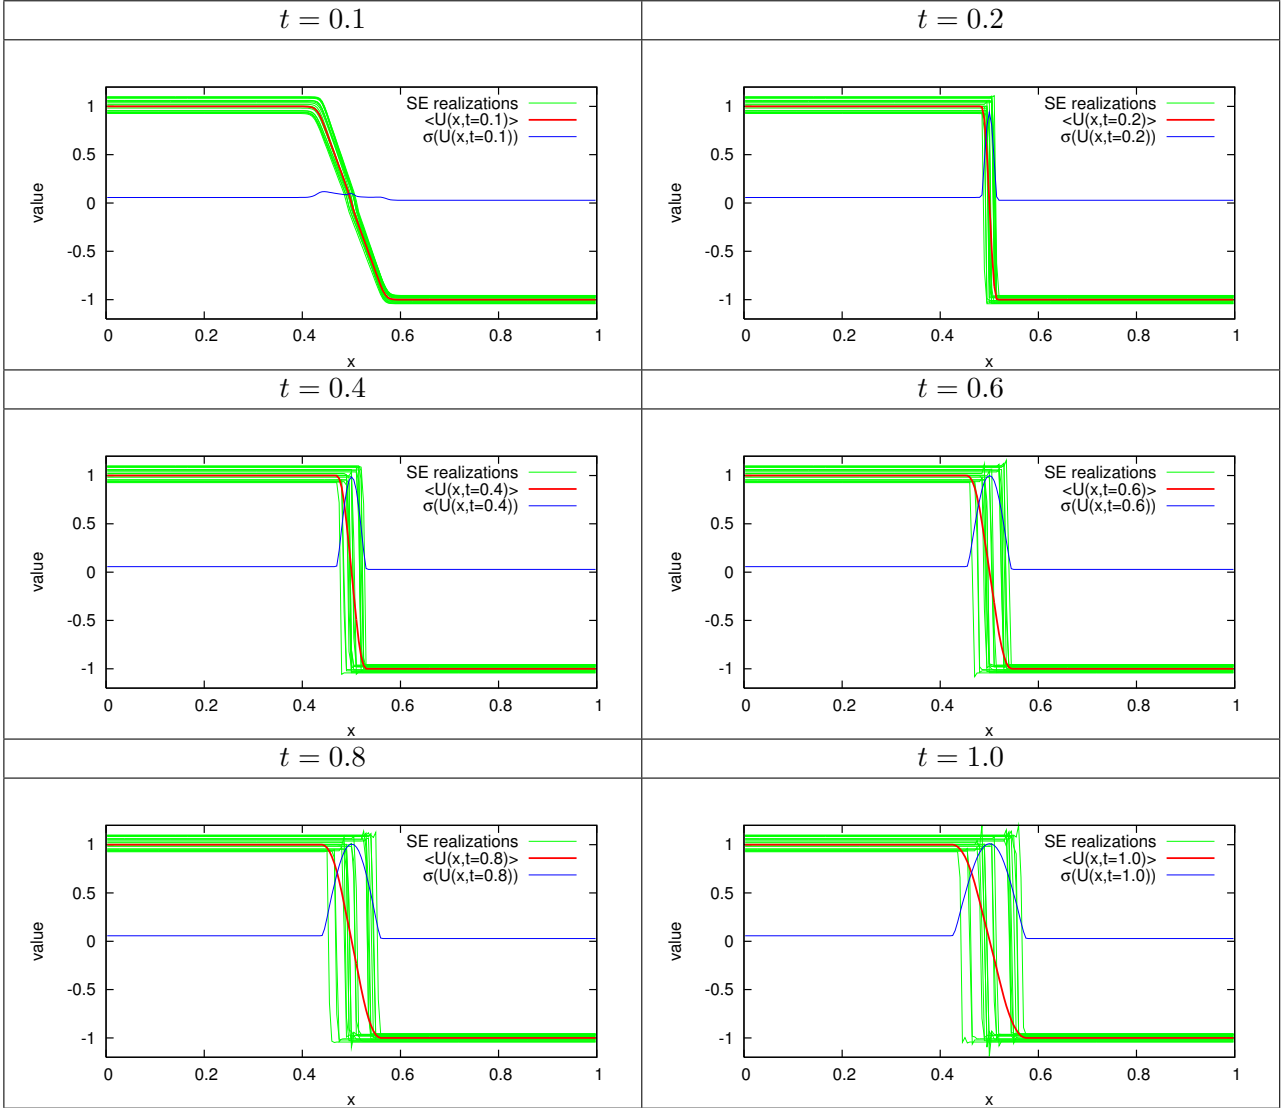 t = 0.1
t = 0.2
SE realizations
<U(x,t=0.1)>
σ(U(x,t=0.1))
1
0.5
0
-0.5
-1
value
0 0.2 0.4 0.6 0.8 1
x
SE realizations
<U(x,t=0.2)>
σ(U(x,t=0.2))
1
0.5
0
-0.5
-1
value
0 0.2 0.4 0.6 0.8 1
x
t = 0.4
t = 0.6
SE realizations
<U(x,t=0.4)>
σ(U(x,t=0.4))
1
0.5
0
-0.5
-1
value
0 0.2 0.4 0.6 0.8 1
x
SE realizations
<U(x,t=0.6)>
σ(U(x,t=0.6))
1
0.5
0
-0.5
-1
value
0 0.2 0.4 0.6 0.8 1
x
t = 0.8
t = 1.0
SE realizations
<U(x,t=0.8)>
σ(U(x,t=0.8))
1
0.5
0
-0.5
-1
value
0 0.2 0.4 0.6 0.8 1
x
SE realizations
<U(x,t=1.0)>
σ(U(x,t=1.0))
1
0.5
0
-0.5
-1
value
0 0.2 0.4 0.6 0.8 1
x